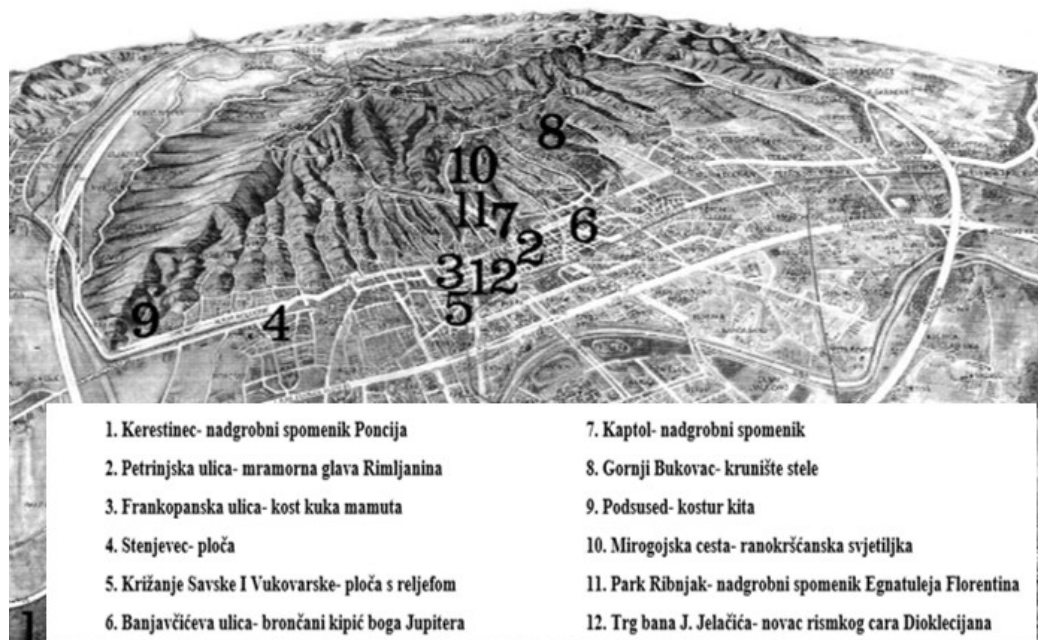 8
10
11
7
6
2
3
12
5
9
4
1
1. Kerestinec- nadgrobni spomenik Poncija
2. Petrinjska ulica- mramorna glava Rimljanina
3. Frankopanska ulica- kost kuka mamuta
4. Stenjevec- ploča
5. Križanje Savske I Vukovarske- ploča s reljefom
6. Banjavčićeva ulica- brončani kipić boga Jupitera
7. Kaptol- nadgrobni spomenik
8. Gornji Bukovac- krunište stele
9. Podsused- kostur kita
10. Mirogojska cesta- ranokršćanska svjetiljka
11. Park Ribnjak- nadgrobni spomenik Egnatuleja Florentina
12. Trg bana J. Jelačića- novac rismkog cara Dioklecijana